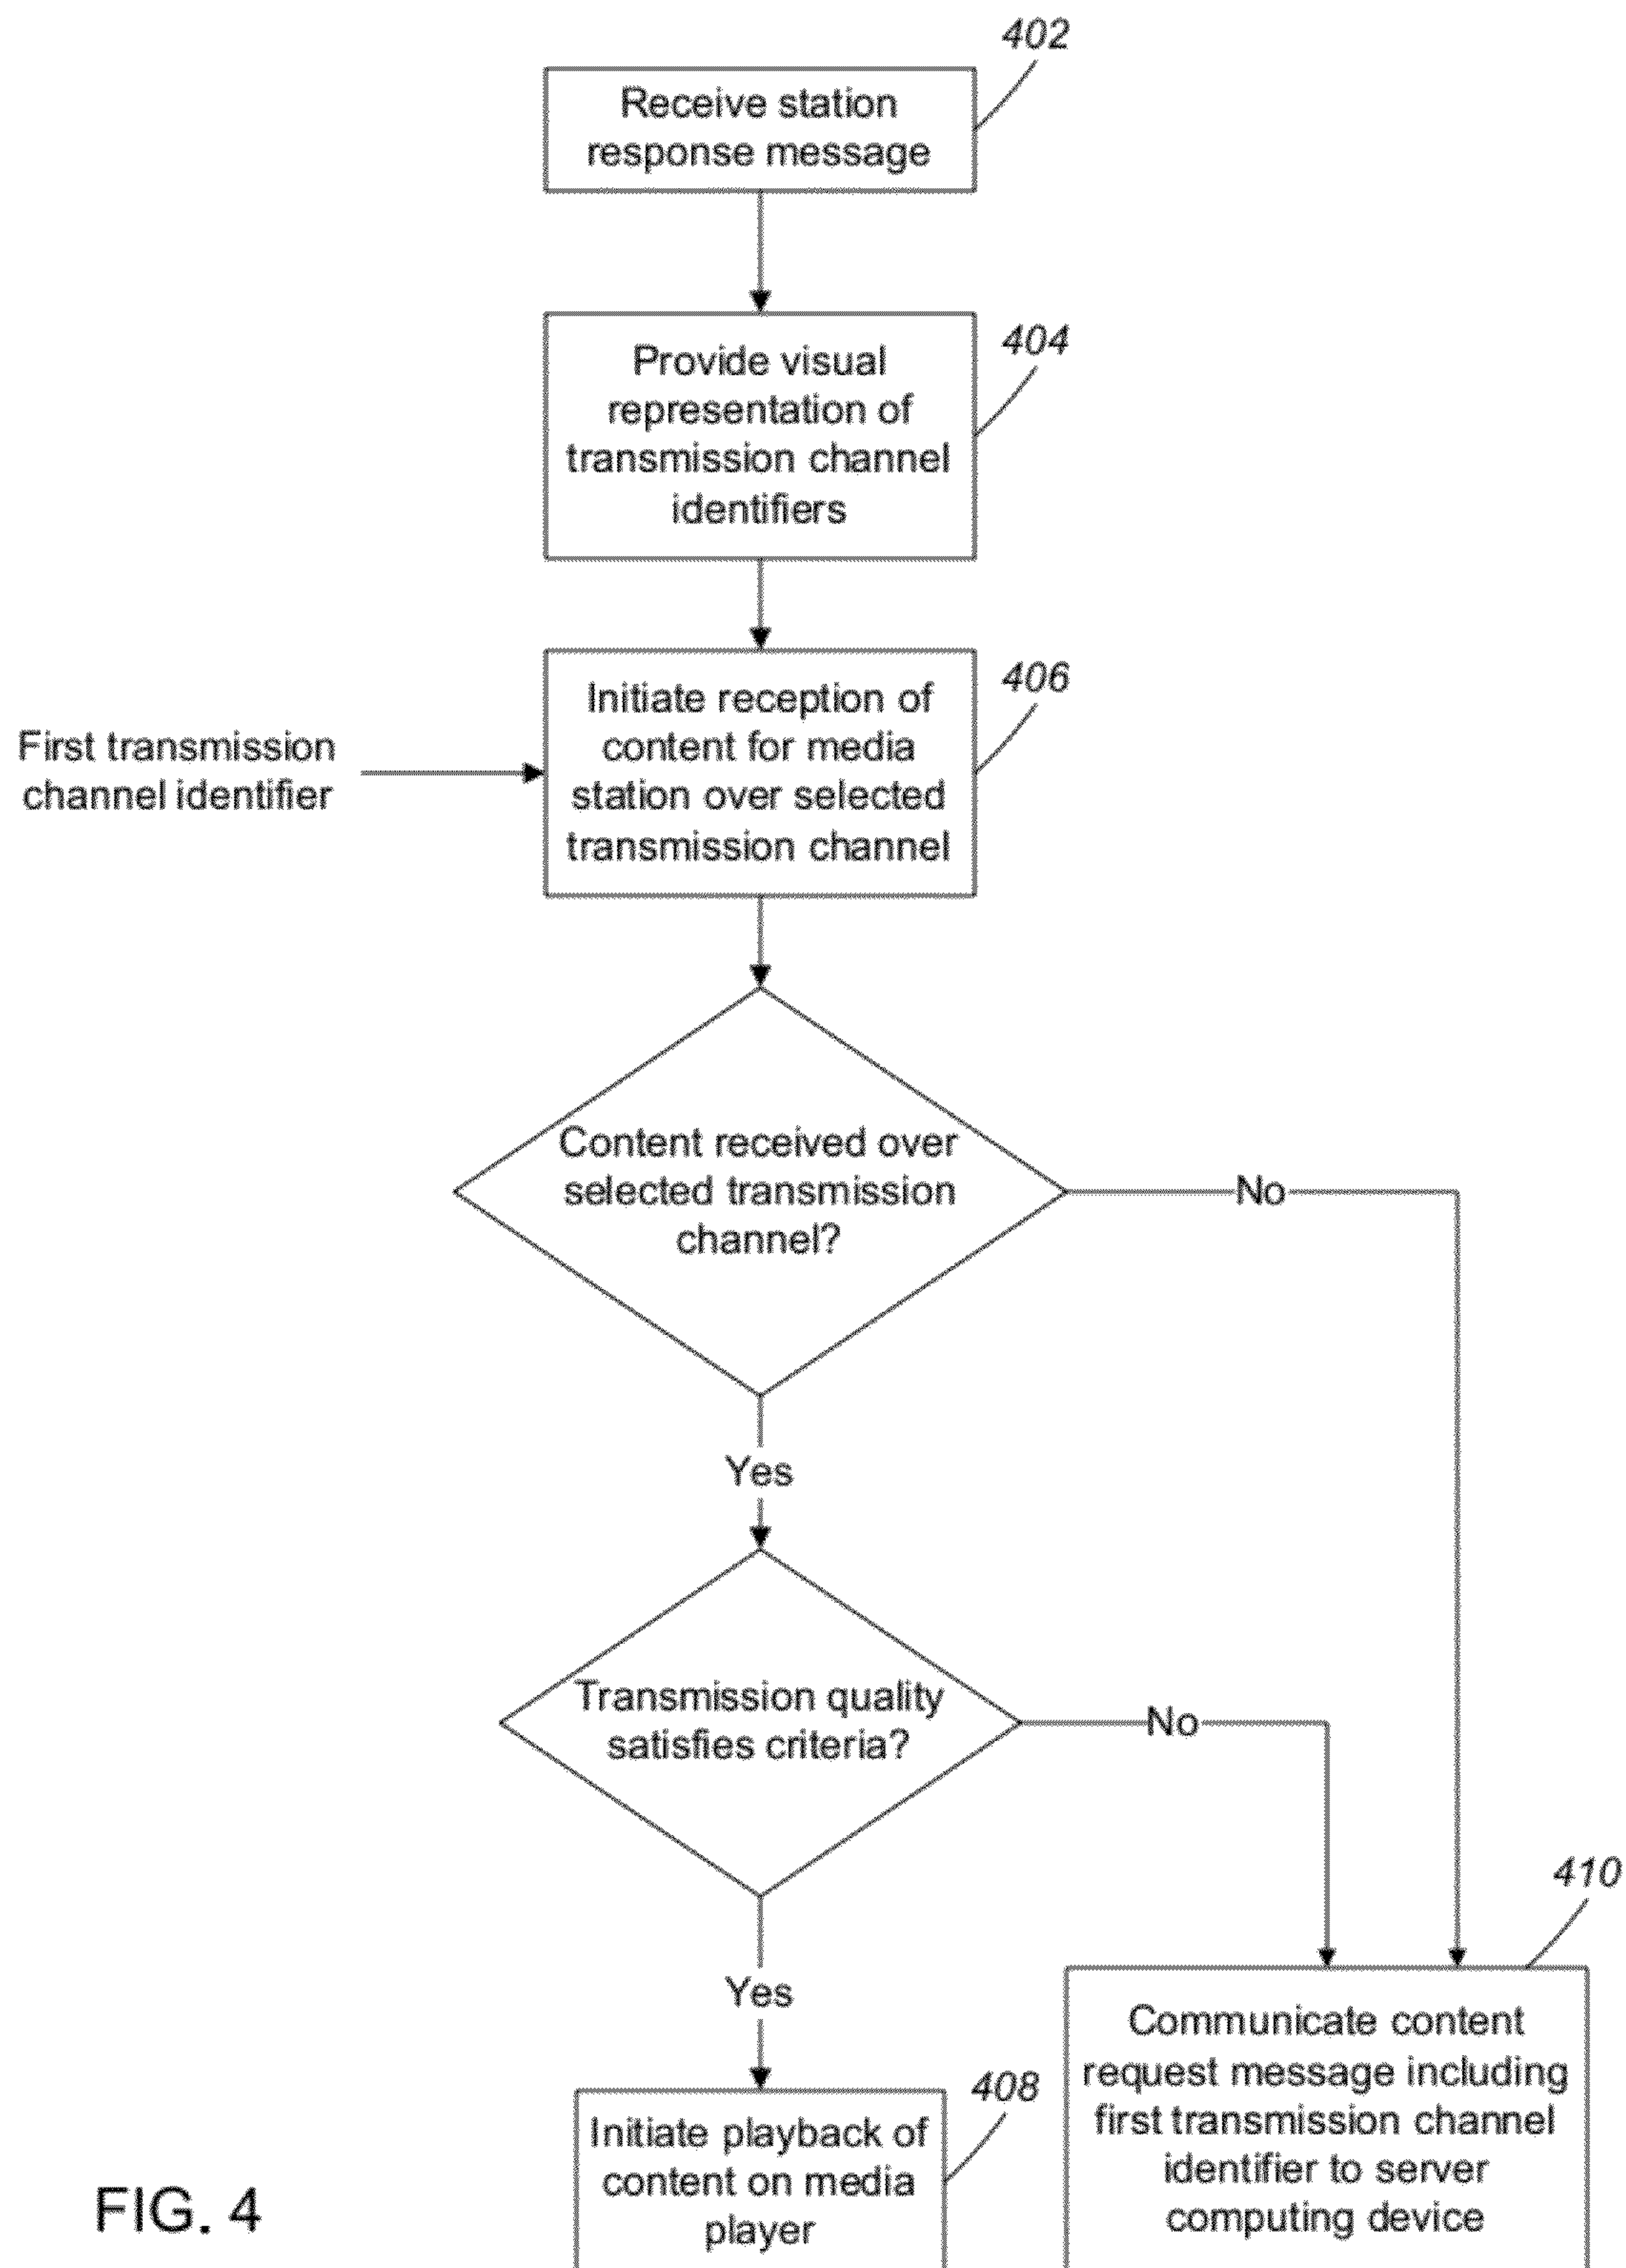 402
Receive station
response message
404
Provide visual
representation of
transmission channel
identifiers
406
First transmission
channel identifier
Initiate reception of
content for media
station over selected
transmission channel
Content received over
selected transmission
channel?
No
Yes
Transmission quality
satisfies criteria?
No
Yes
410
Communicate content
request message including
first transmission channel
identifier to server
computing device
408
Initiate playback of
content on media
player
FIG. 4